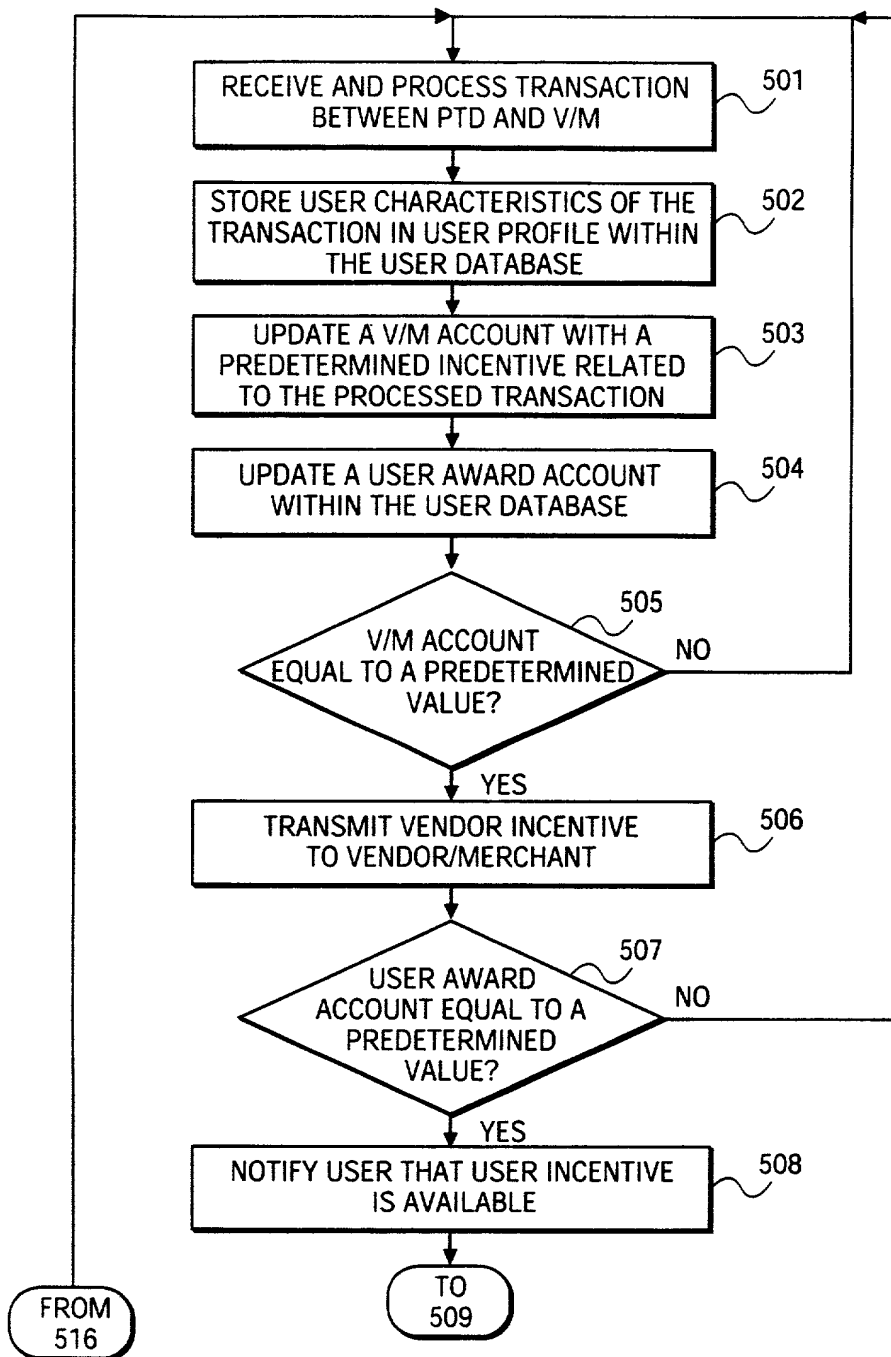 RECEIVE AND PROCESS TRANSACTION
BETWEEN PTD AND V/M
501
STORE USER CHARACTERISTICS OF THE
TRANSACTION IN USER PROFILE WITHIN
THE USER DATABASE
502
UPDATE A V/M ACCOUNT WITH A
PREDETERMINED INCENTIVE RELATED
TO THE PROCESSED TRANSACTION
503
UPDATE A USER AWARD ACCOUNT
WITHIN THE USER DATABASE
504
505
V/M ACCOUNT
EQUAL TO A PREDETERMINED
VALUE?
NO
YES
TRANSMIT VENDOR INCENTIVE
TO VENDOR/MERCHANT
506
507
USER AWARD
ACCOUNT EQUAL TO A
PREDETERMINED
VALUE?
NO
YES
NOTIFY USER THAT USER INCENTIVE
IS AVAILABLE
508
FROM
516
TO
509